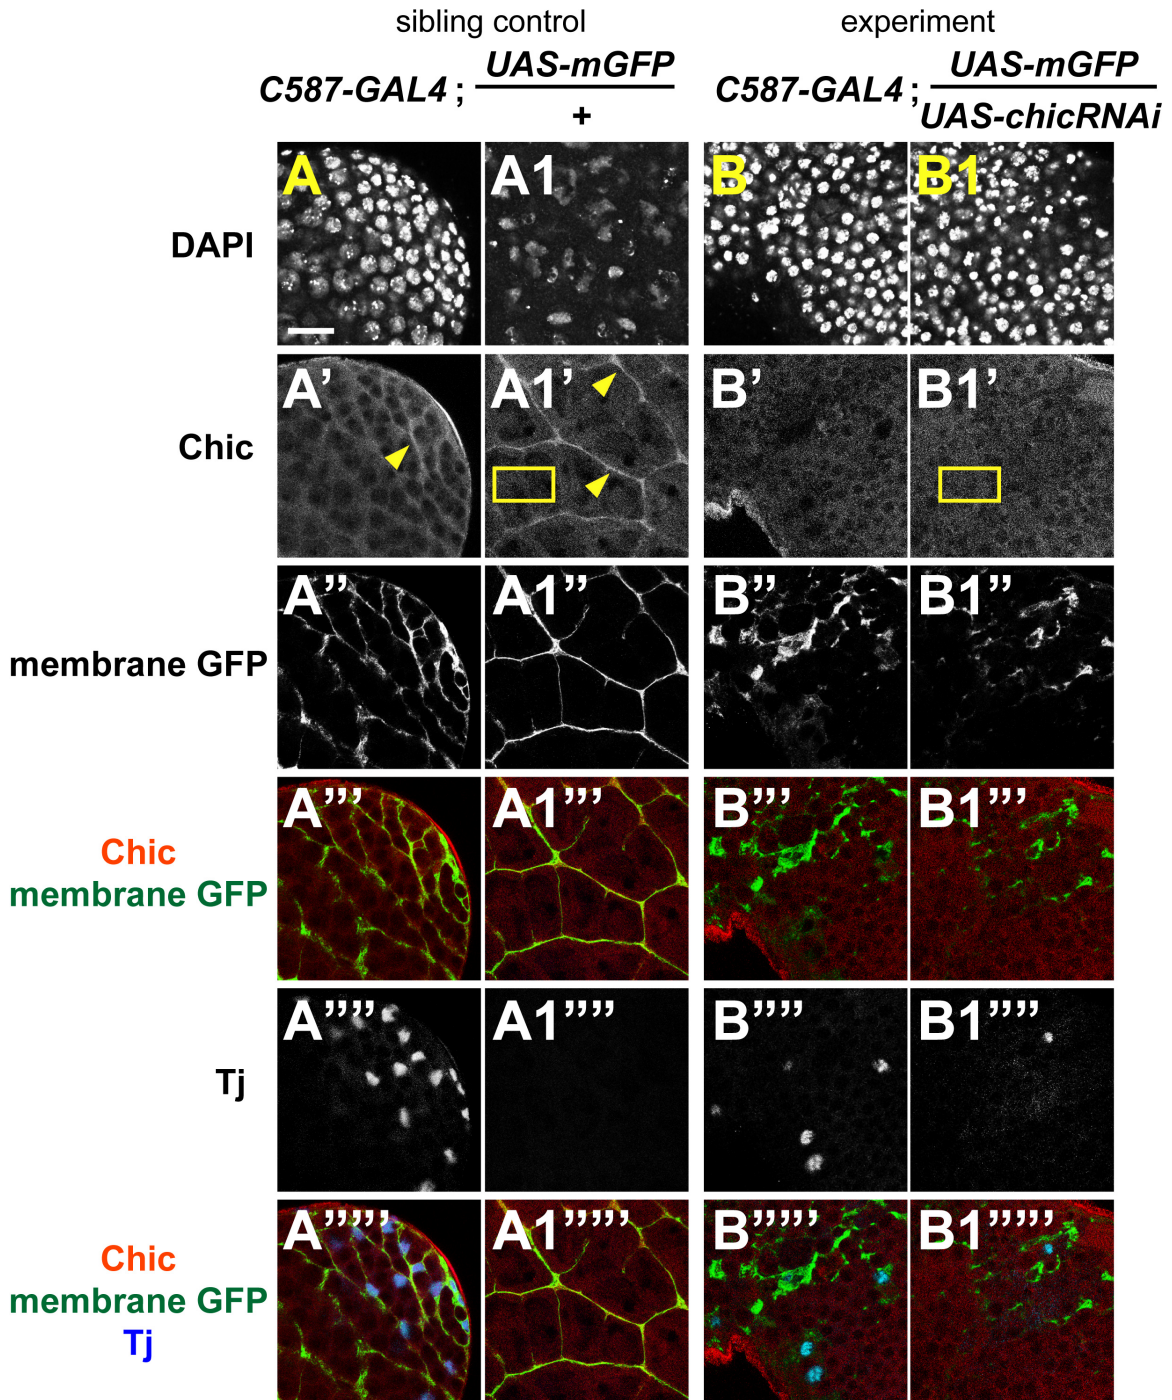 sibling control
experiment
C587-GAL4 ; UAS-mGFP
+
C587-GAL4 ; UAS-mGFP
UAS-chicRNAi
DAPI
A
A1
B
B1
Chic
A’
A1’
B’
B1’
membrane GFP
A’’
A1’’
B’’
B1’’
Chic
membrane GFP
A’’’
A1’’’
B’’’
B1’’’
Tj
A’’’’
A1’’’’
B’’’’
B1’’’’
Chic
membrane GFP
Tj
A’’’’’
A1’’’’’
B’’’’’
B1’’’’’